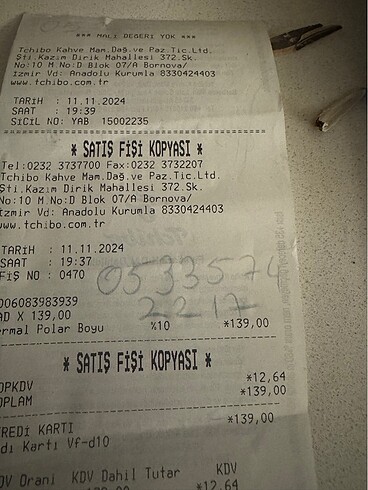 *** MALİ DEĞERİ YOK ***
Tchibo Kahve Mam.Dağ.ve Paz.Tic.Ltd.
Şti.Kazım Dirik Mahallesi 372.Sk.
No:10 M No:D Blok 07/A Bornova/
İzmir Vd: Anadolu Kurumla 8330424403
www.tchibo.com.tr
TARİH : 11.11.2024
SAAT : 19:39
SİCİL NO: YAB 15002235
* SATIŞ FİŞİ KOPYASI *
Tel:0232 3737700 Fax:0232 3732207
Tchibo Kahve Mam.Dağ.ve Paz.Tic.Ltd.
Şti.Kazım Dirik Mahallesi 372.Sk.
No:10 M No:D Blok 07/A Bornova/
İzmir Vd: Anadolu Kurumla 8330424403
www.tchibo.com.tr
TARİH : 11.11.2024
SAAT : 19:37
FİŞ NO : 0470
0533574
2217
006083983939
AD X 139,00
ermal Polar Boyu %10 *139,00
* SATIŞ FİŞİ KOPYASI *
OPKDV *12,64
OPLAM *139,00
REDİ KARTI *139,00
di Kartı Vf-d10
DV Oranı KDV Dahil Tutar KDV
*12,64